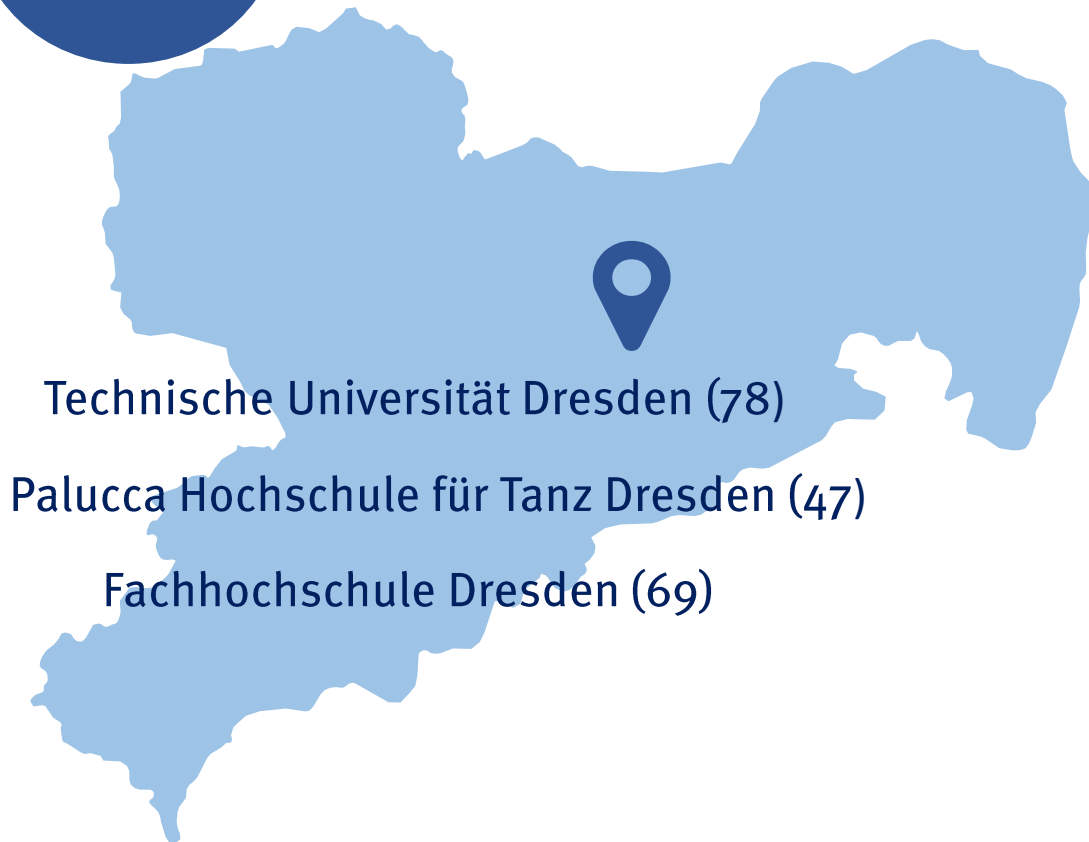 Technische Universität Dresden (78)
Palucca Hochschule für Tanz Dresden (47)
Fachhochschule Dresden (69)